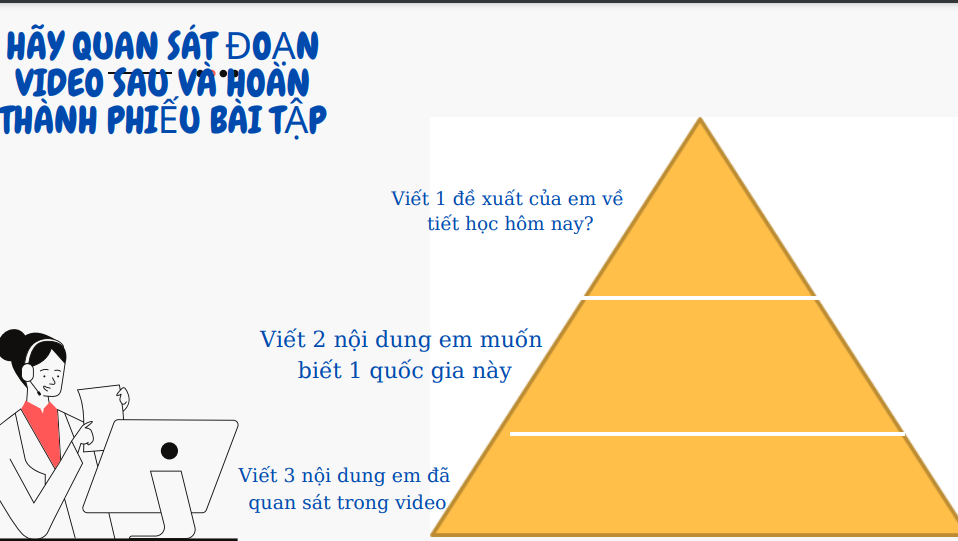 HÃY QUAN SÁT ĐOẠN
VIDEO SAU VÀ HOÀN
THÀNH PHIẾU BÀI TẬP
Viết 1 đề xuất của em về
tiết học hôm nay?
Viết 2 nội dung em muốn
biết 1 quốc gia này
Viết 3 nội dung em đã
quan sát trong video